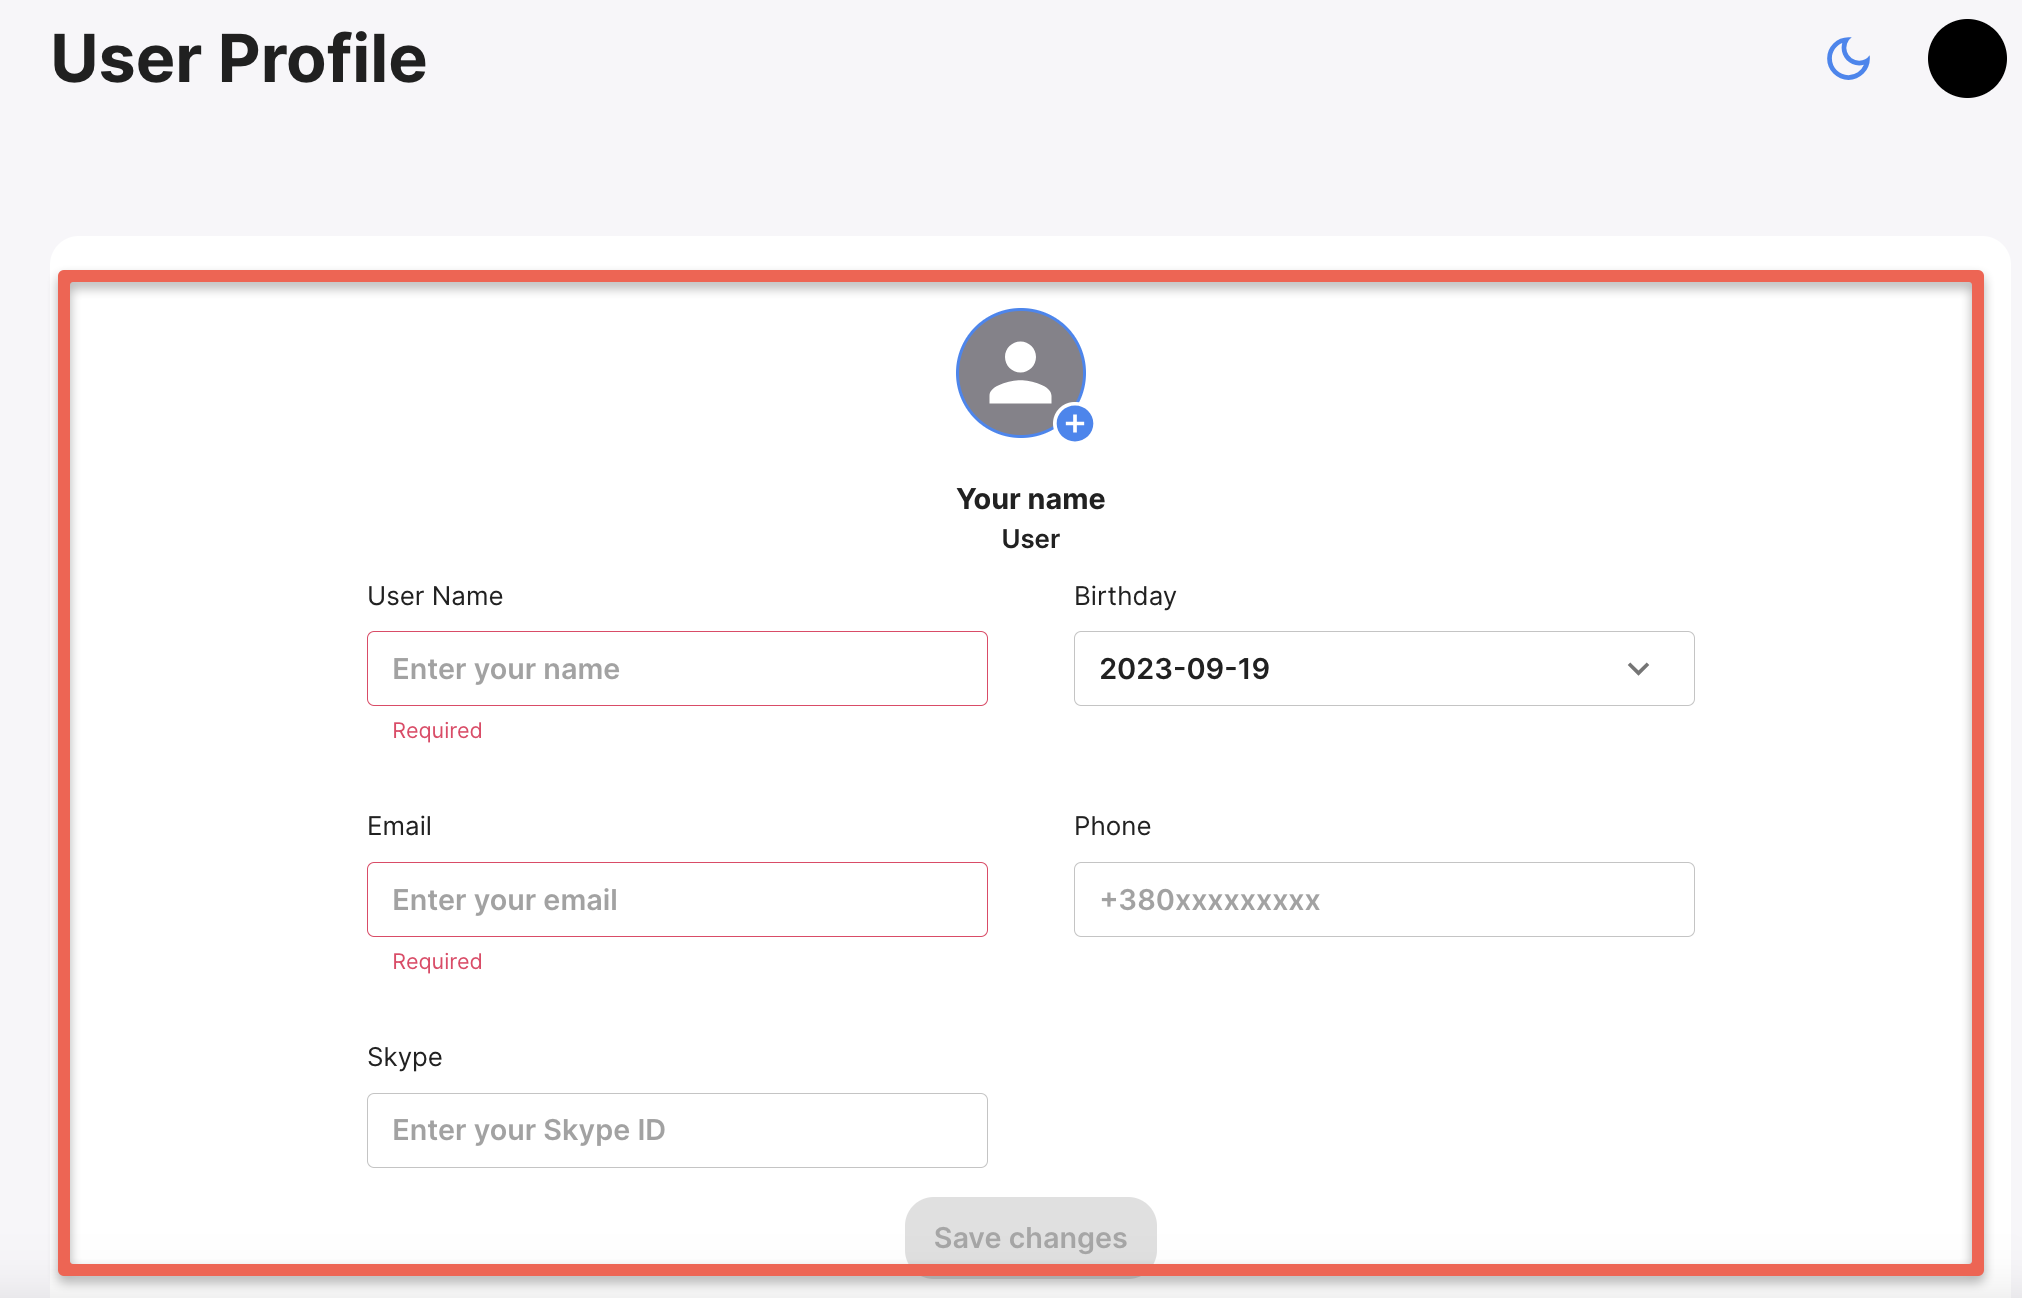 User Profile
Your name
User
User Name
Enter your name
Required
Birthday
2023-09-19
Email
Enter your email
Required
Phone
+380xxxxxxxxx
Skype
Enter your Skype ID
Save changes